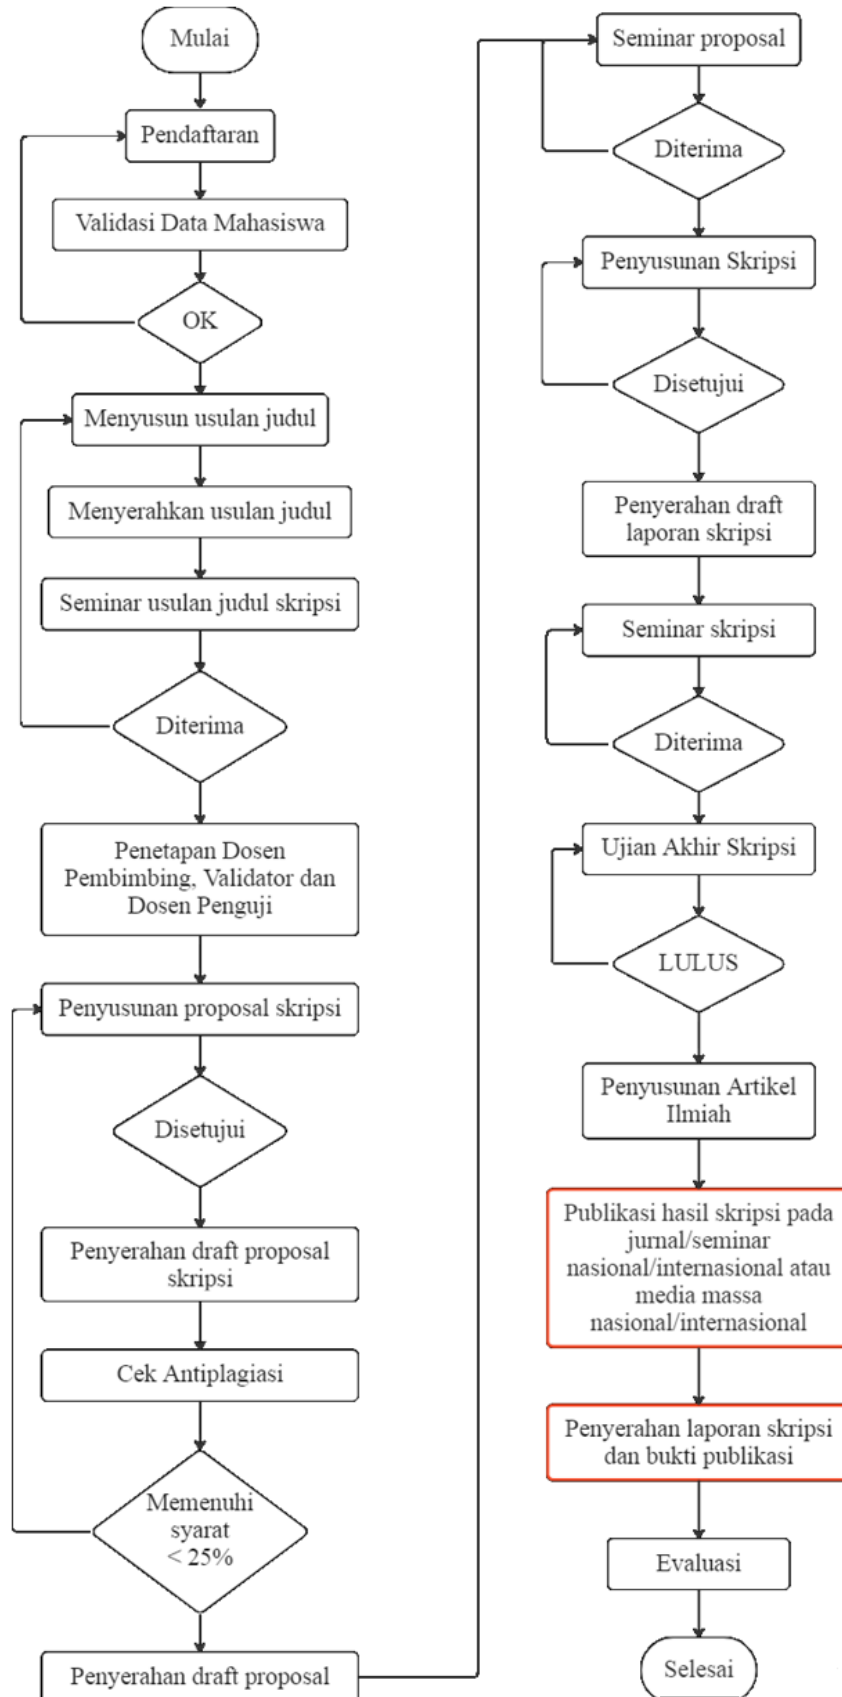 Mulai
Pendaftaran
Validasi Data Mahasiswa
OK
Menyusun usulan judul
Menyerahkan usulan judul
Seminar usulan judul skripsi
Diterima
Penetapan Dosen
Pembimbing, Validator dan
Dosen Penguji
Penyusunan proposal skripsi
Disetujui
Penyerahan draft proposal
skripsi
Cek Antiplagiasi
Memenuhi
syarat
< 25%
Penyerahan draft proposal
Seminar proposal
Diterima
Penyusunan Skripsi
Disetujui
Penyerahan draft
laporan skripsi
Seminar skripsi
Diterima
Ujian Akhir Skripsi
LULUS
Penyusunan Artikel
Ilmiah
Publikasi hasil skripsi pada
jurnal/seminar
nasional/internasional atau
media massa
nasional/internasional
Penyerahan laporan skripsi
dan bukti publikasi
Evaluasi
Selesai